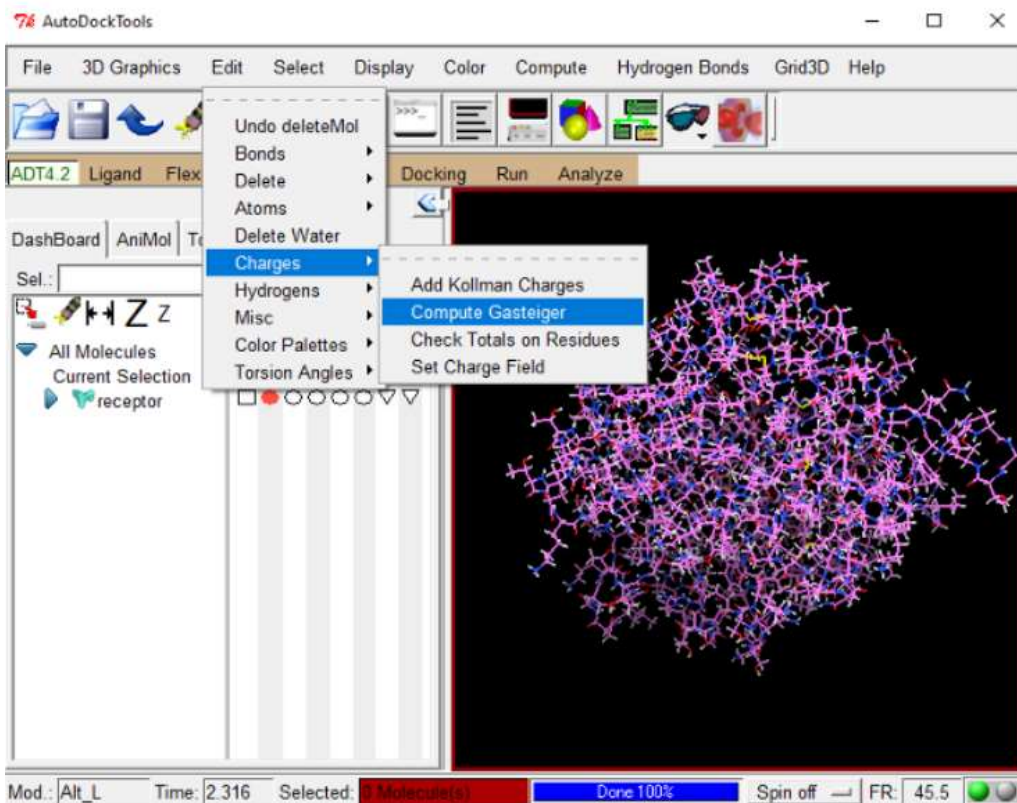 AutoDockTools
File 3D Graphics Edit Select Display Color Compute Hydrogen Bonds Grid3D Help
>>>_
ADT4.2 Ligand Flex Docking Run Analyze
Undo deleteMol
Bonds
Delete
Atoms
Delete Water
Charges
Hydrogens
Misc
Color Palettes
Torsion Angles
Add Kollman Charges
Compute Gasteiger
Check Totals on Residues
Set Charge Field
DashBoard AniMol To
Sel.:
Z Z
All Molecules
Current Selection
receptor
Mod.: Alt_L Time: 2.316 Selected: 0 Molecule(s) Done 100% Spin off FR: 45.5